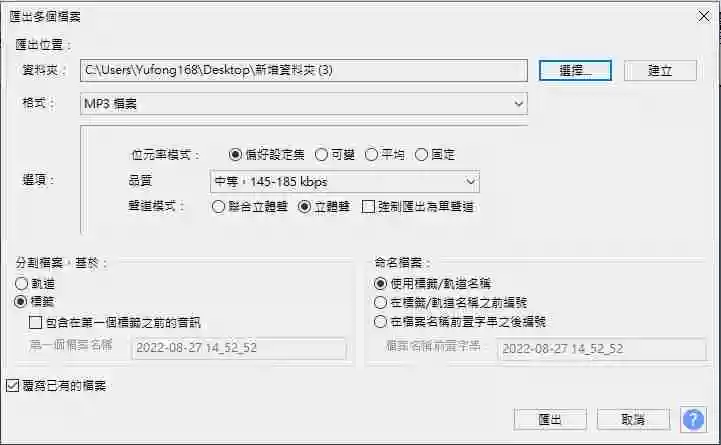 匯出多個檔案
匯出位置：
資料夾： C:\Users\Yufong168\Desktop\新增資料夾 (3) 選擇... 建立
格式： MP3 檔案
選項：
位元率模式： 偏好設定集 可變 平均 固定
品質 中等，145-185 kbps
聲道模式： 聯合立體聲 立體聲 強制匯出為單聲道
分割檔案，基於：
軌道
標籤
包含在第一個標籤之前的音訊
第一個檔案名稱 2022-08-27 14_52_52
命名檔案：
使用標籤/軌道名稱
在標籤/軌道名稱之前編號
在檔案名稱前置字串之後編號
檔案名稱前置字串 2022-08-27 14_52_52
覆寫已有的檔案
匯出 取消 ?